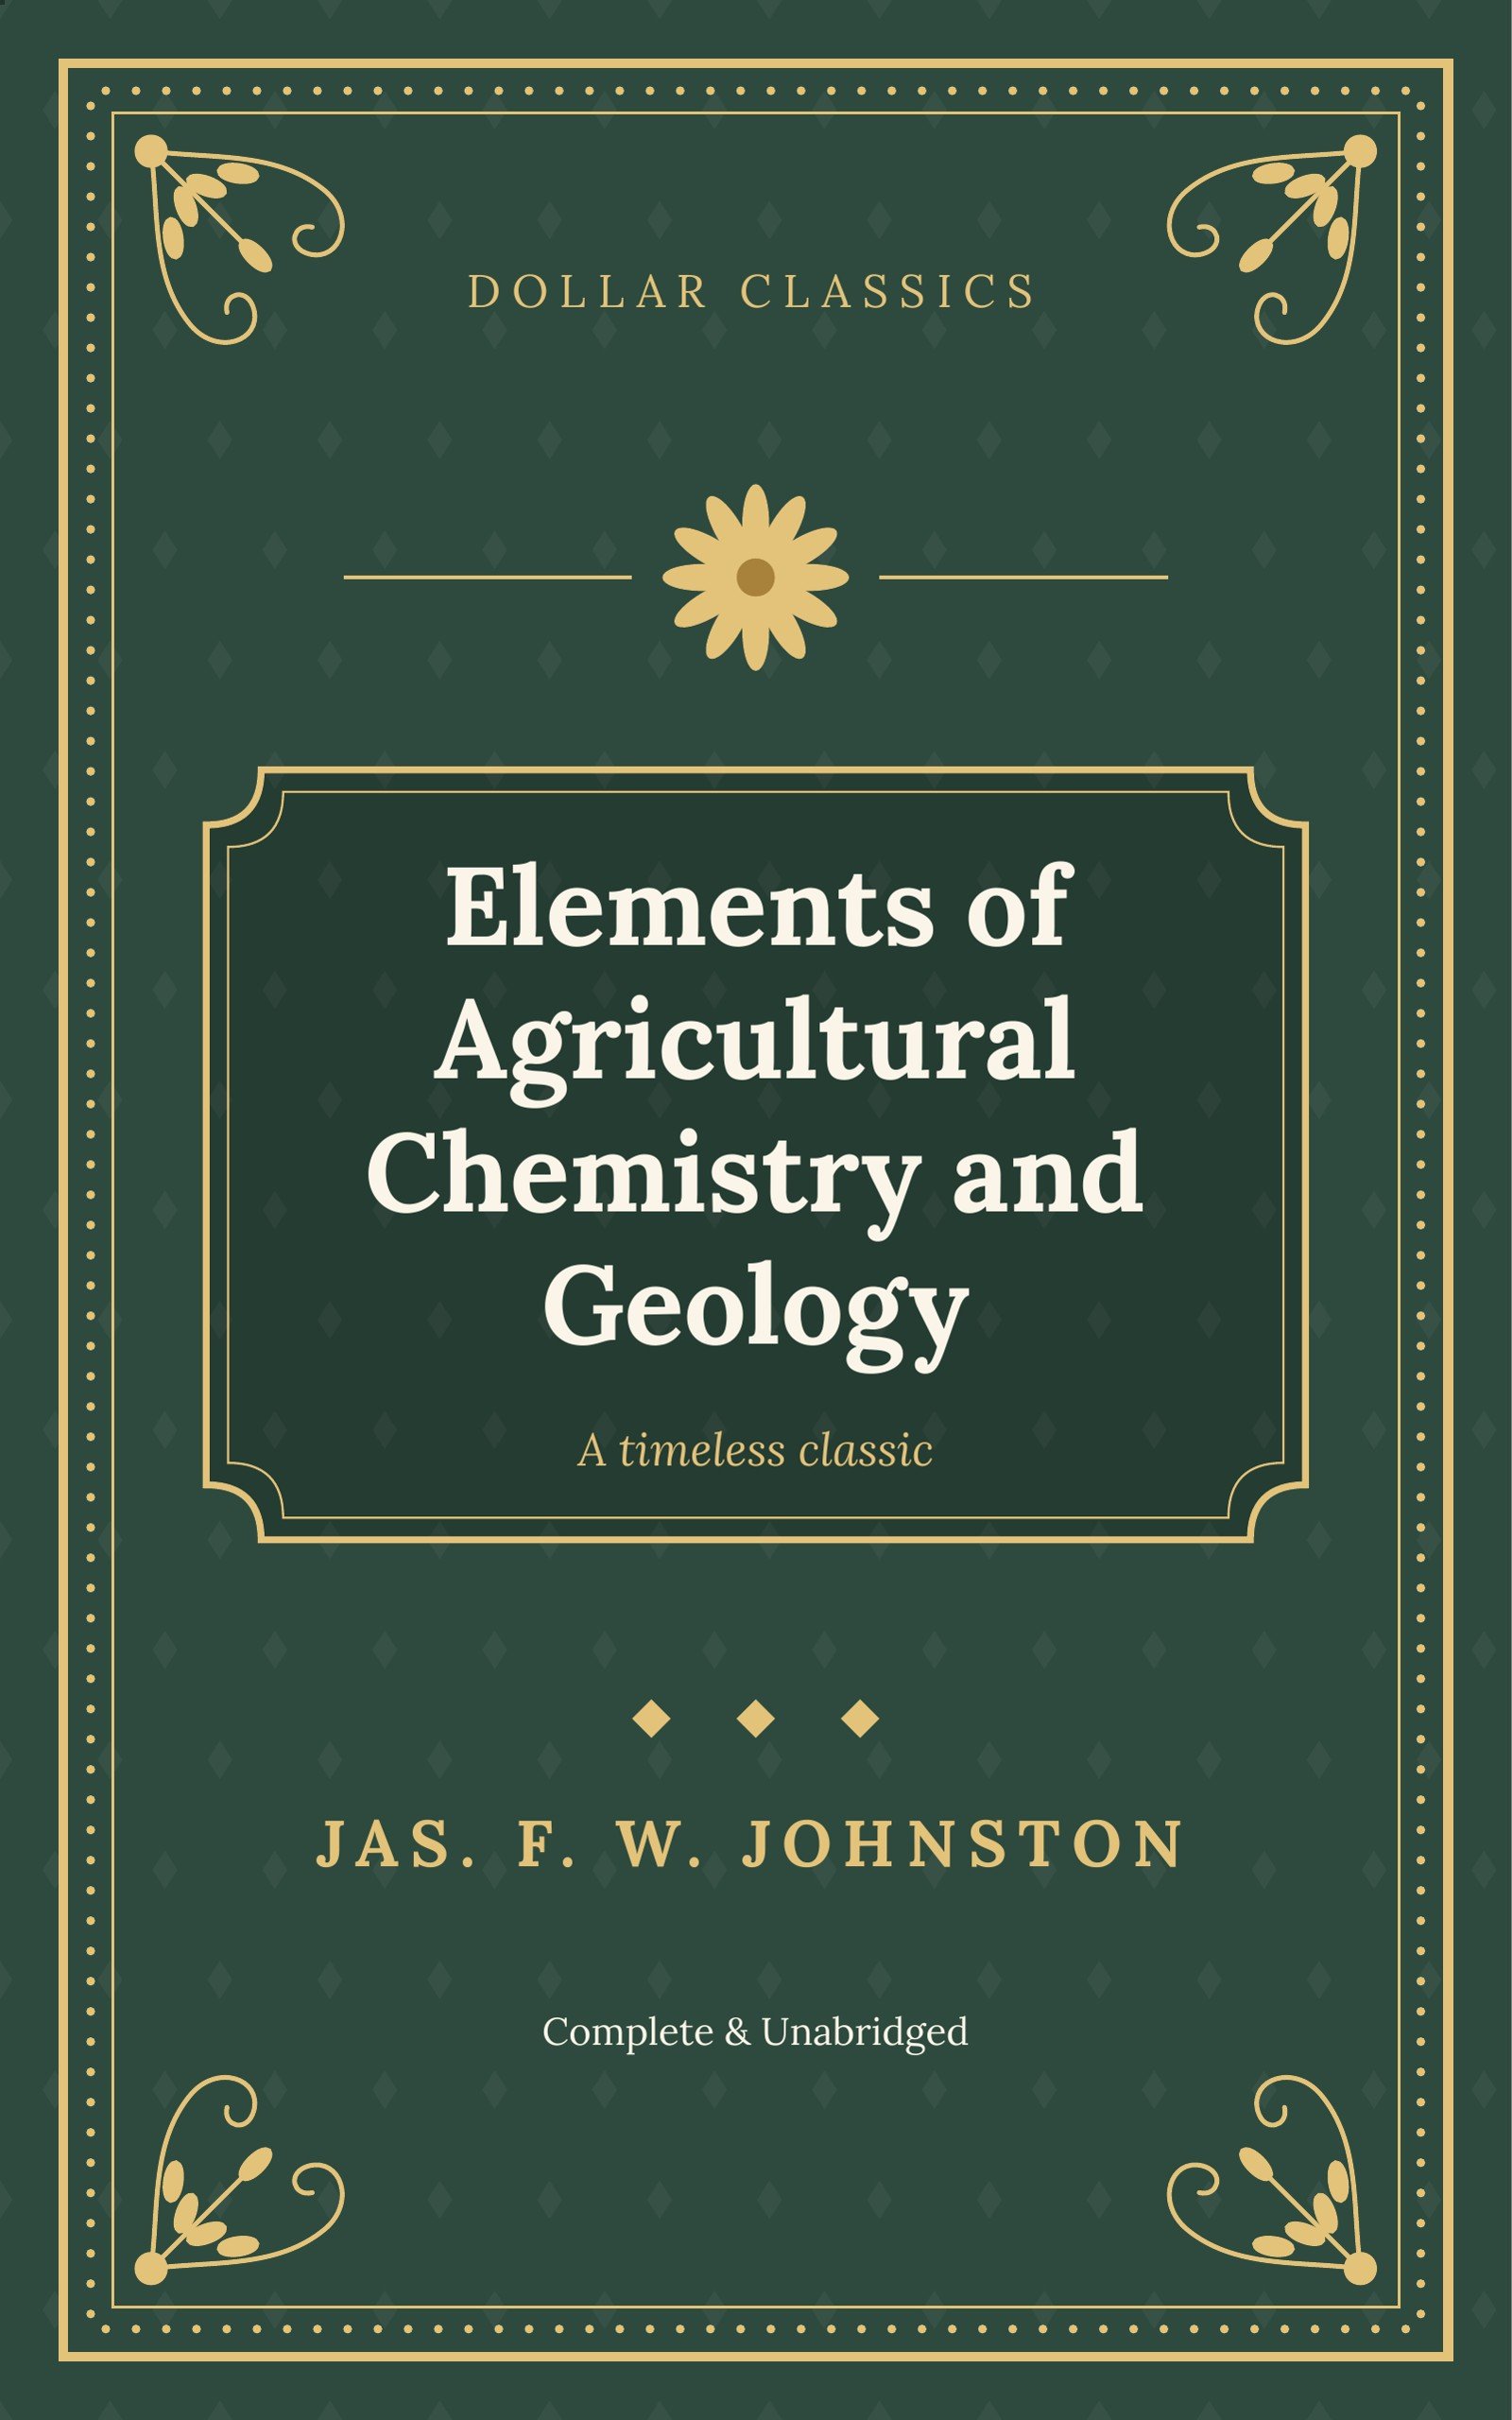 DOLLAR CLASSICS
Elements of
Agricultural
Chemistry and
Geology
A timeless classic
JAS. F. W. JOHNSTON
Complete & Unabridged